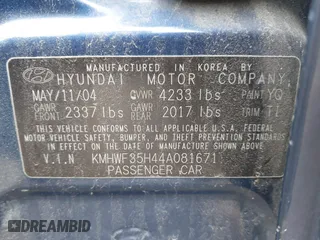 MANUFACTURED IN KOREA BY
HYUNDAI MOTOR COMPANY
MAY/11/04 GVWR 4233 lbs PAINT YQ
GAWR FRONT 2337 lbs GAWR REAR 2017 lbs TRIM TI
THIS VEHICLE CONFORMS TO ALL APPLICABLE U.S.A. FEDERAL
MOTOR VEHICLE SAFETY, BUMPER, AND THEFT PREVENTION STANDARDS
IN EFFECT ON THE DATE OF MANUFACTURE SHOWN ABOVE.
V.I.N KMHWF35H44A081671
PASSENGER CAR
DREAMBID